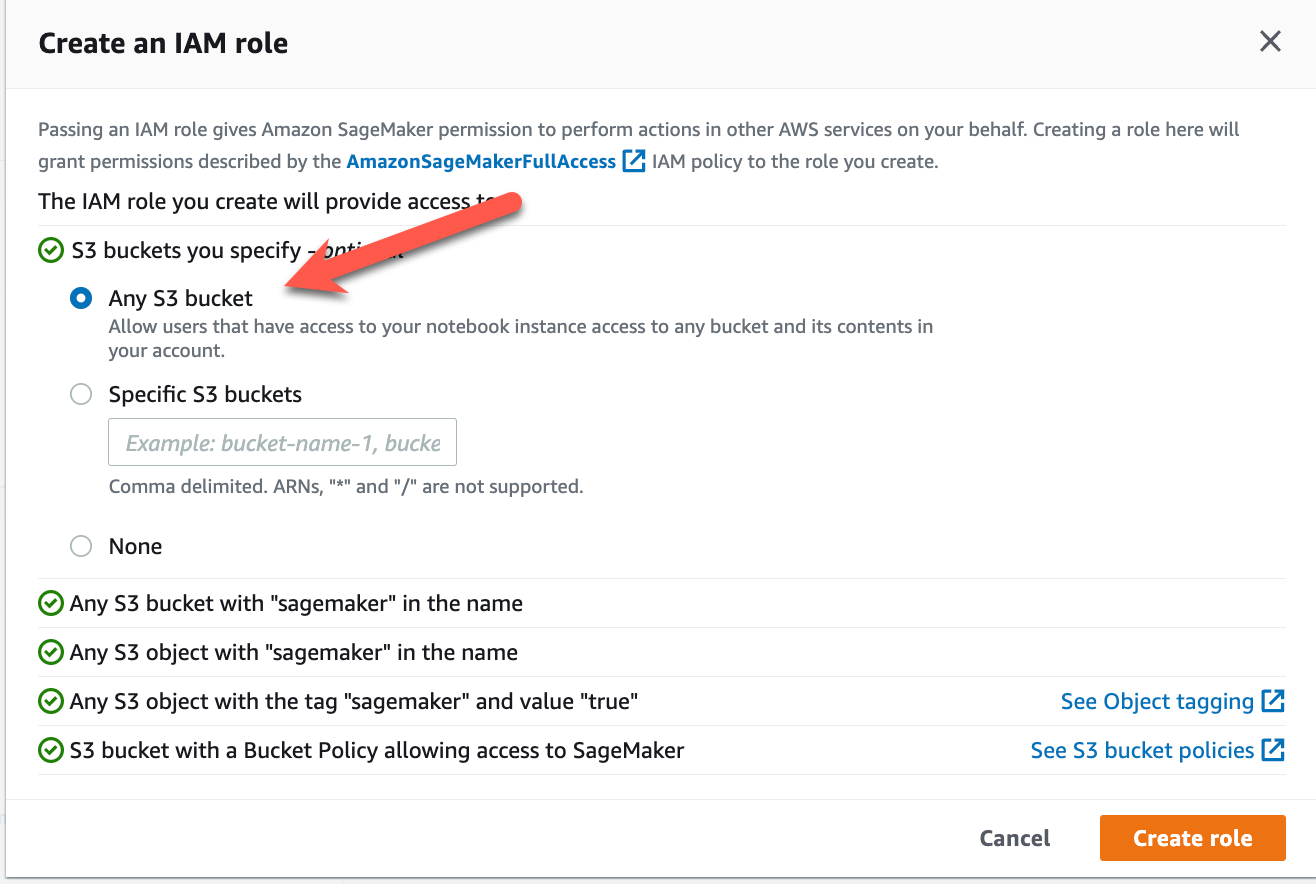 Create an IAM role
Passing an IAM role gives Amazon SageMaker permission to perform actions in other AWS services on your behalf. Creating a role here will
grant permissions described by the AmazonSageMakerFullAccess IAM policy to the role you create.
The IAM role you create will provide access to
S3 buckets you specify - optional
Any S3 bucket
Allow users that have access to your notebook instance access to any bucket and its contents in
your account.
Specific S3 buckets
Example: bucket-name-1, bucke
Comma delimited. ARNs, "*" and "/" are not supported.
None
Any S3 bucket with "sagemaker" in the name
Any S3 object with "sagemaker" in the name
Any S3 object with the tag "sagemaker" and value "true"
See Object tagging
S3 bucket with a Bucket Policy allowing access to SageMaker
See S3 bucket policies
Cancel
Create role